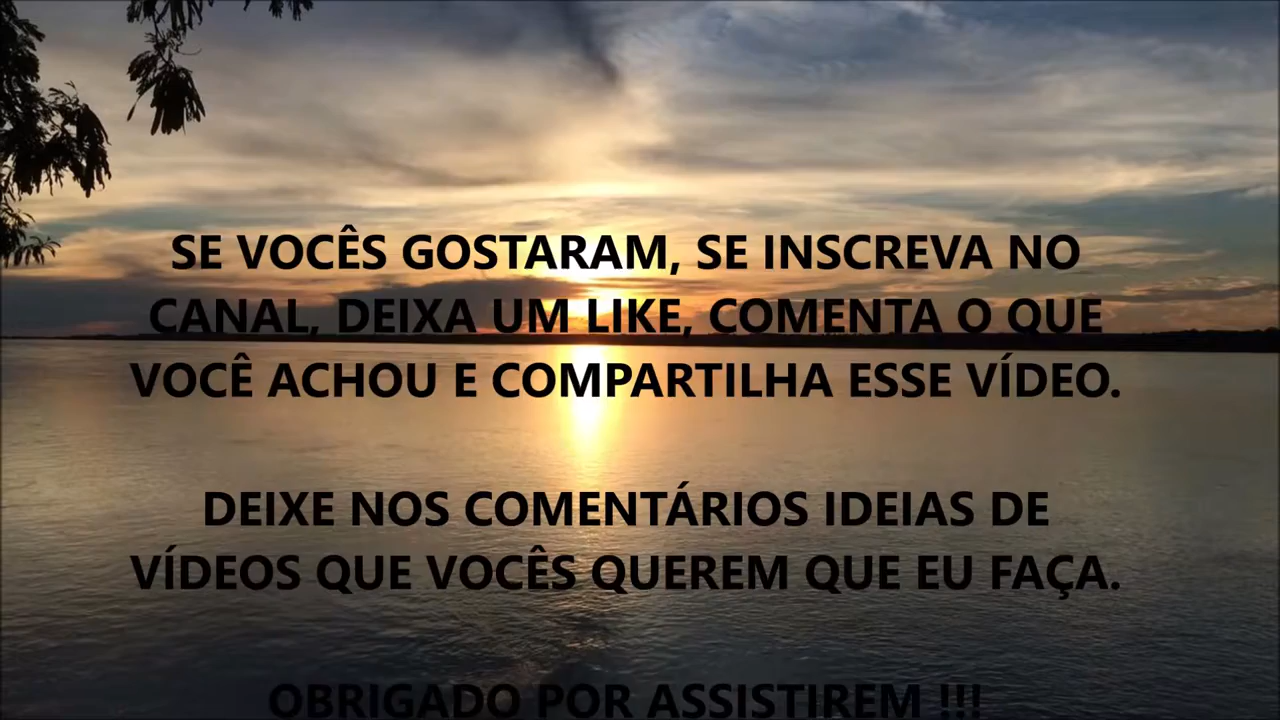 SE VOCÊS GOSTARAM, SE INSCREVA NO
CANAL, DEIXA UM LIKE, COMENTA O QUE
VOCÊ ACHOU E COMPARTILHA ESSE VÍDEO.
DEIXE NOS COMENTÁRIOS IDEIAS DE
VÍDEOS QUE VOCÊS QUEREM QUE EU FAÇA.
OBRIGADO POR ASSISTIREM !!!